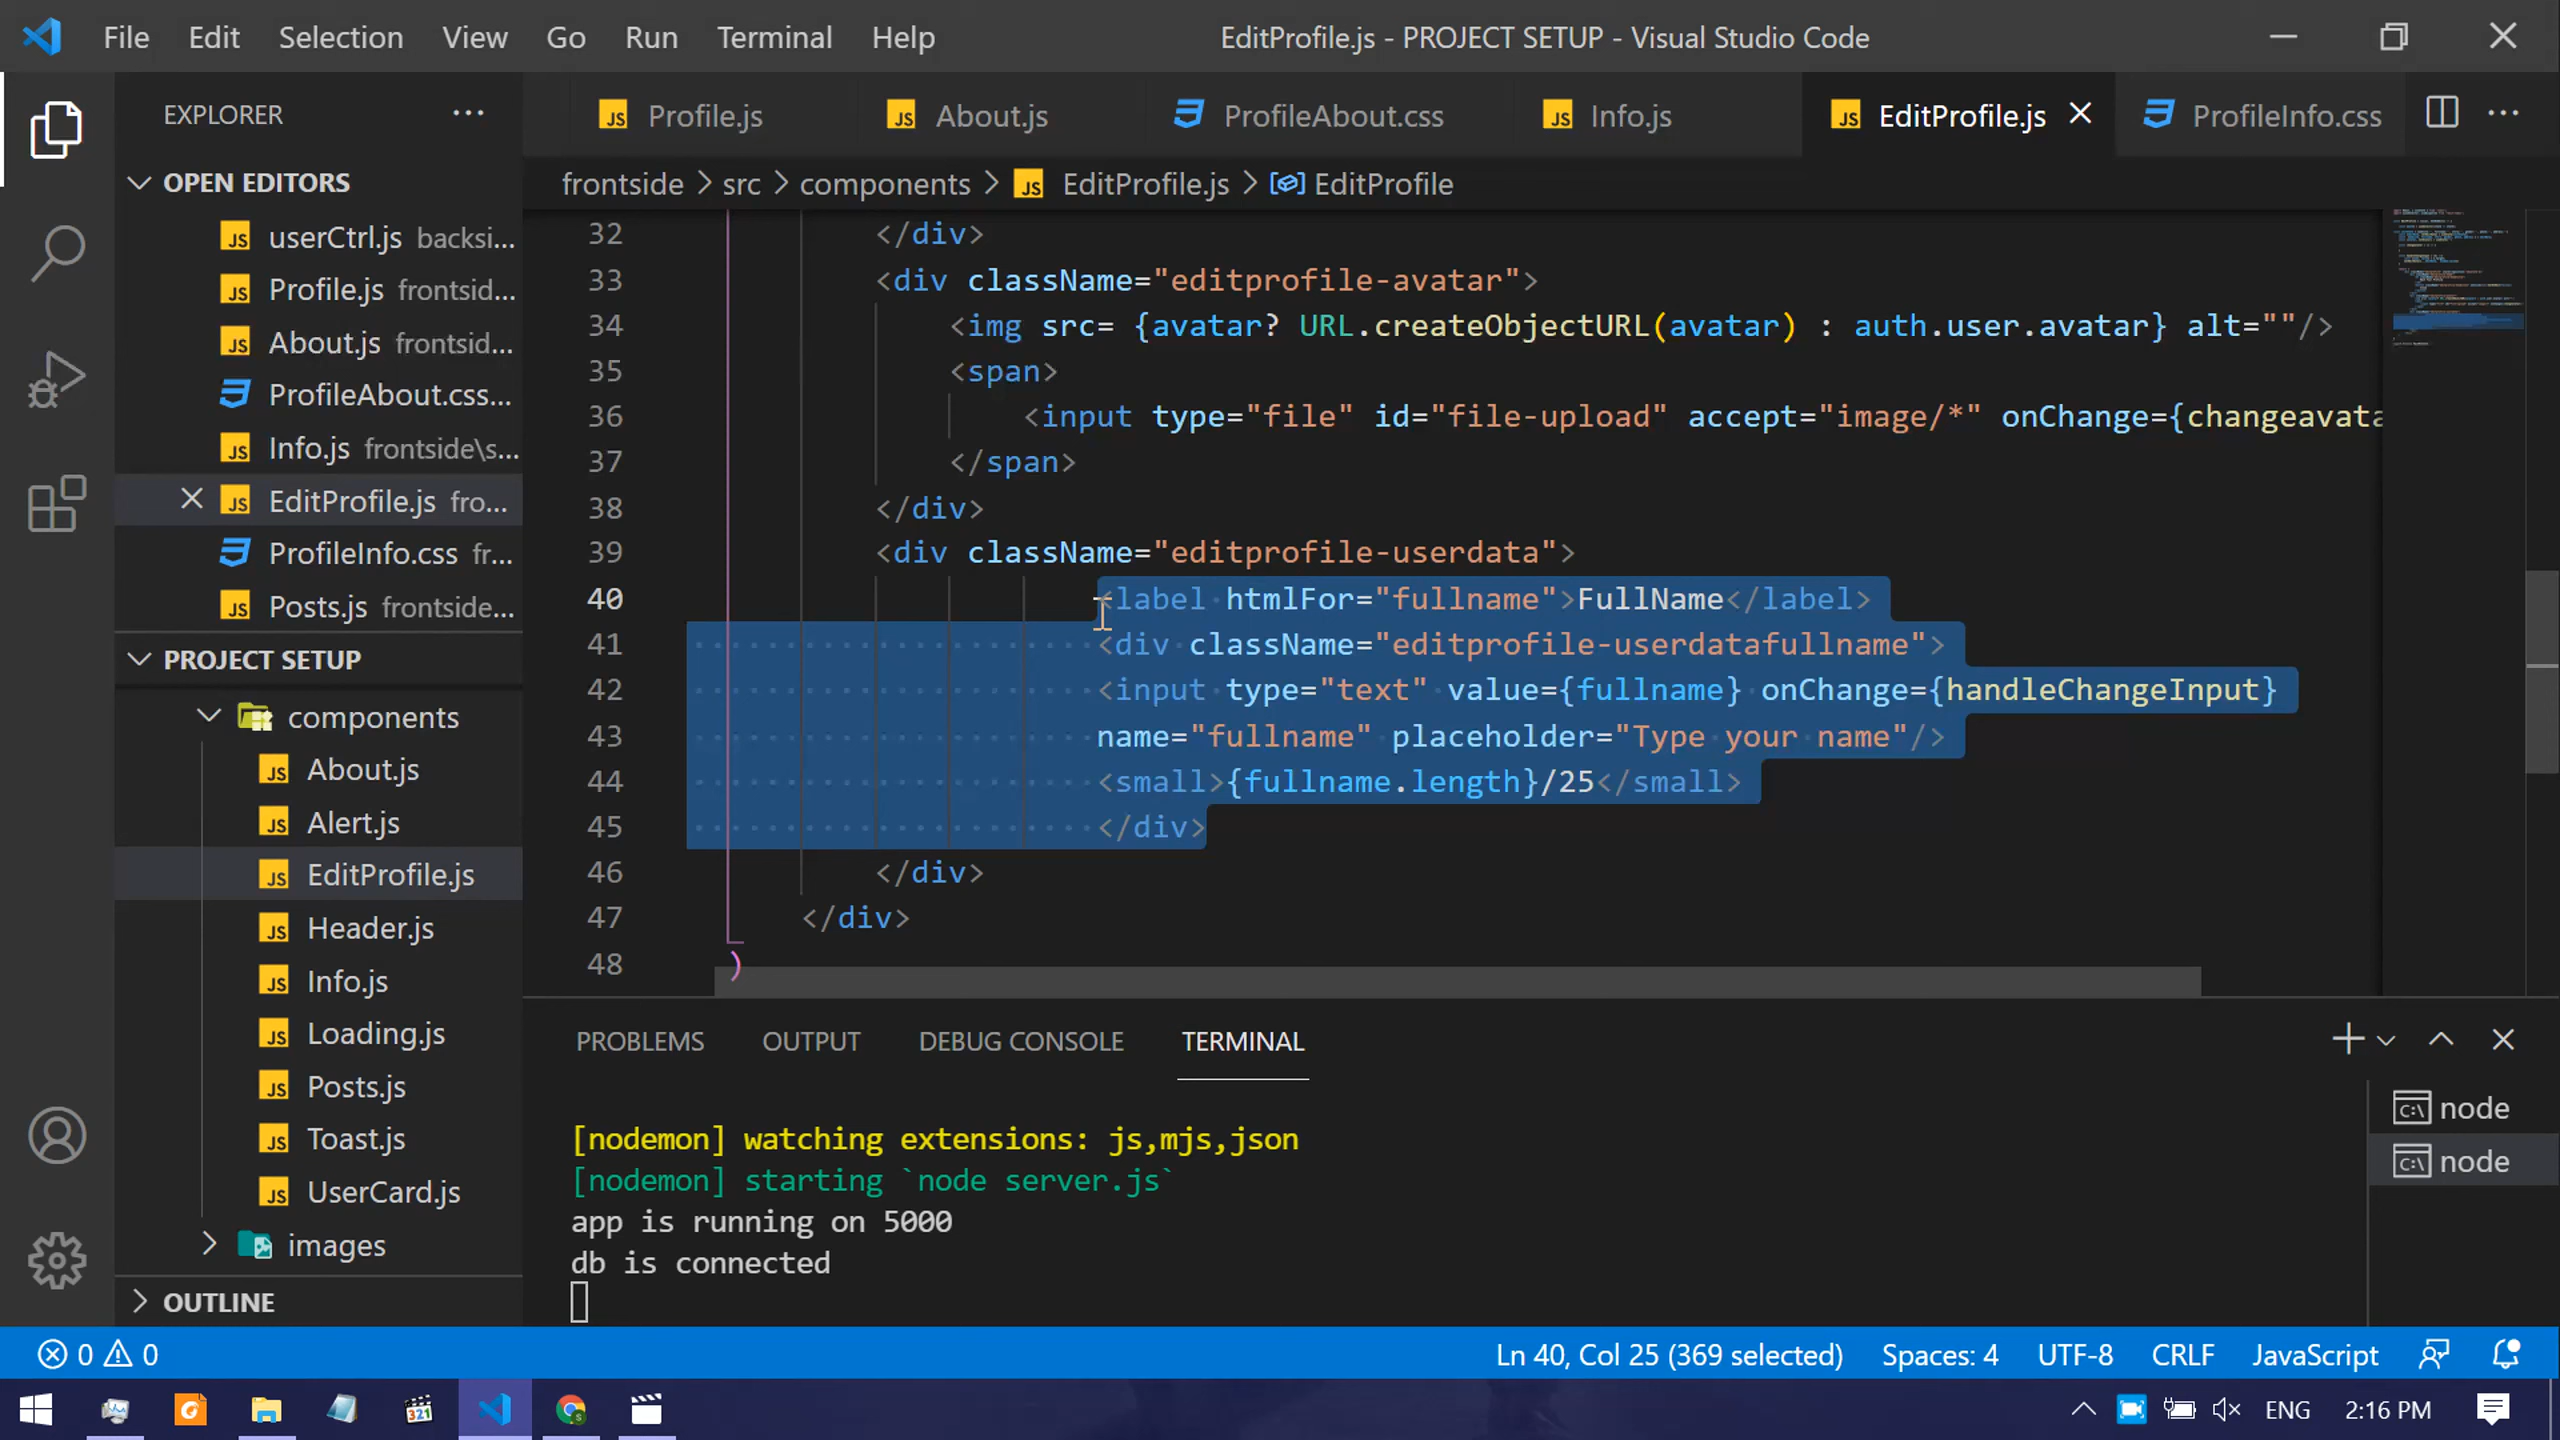 File Edit Selection View Go Run Terminal Help EditProfile.js - PROJECT SETUP - Visual Studio Code
EXPLORER
OPEN EDITORS
userCtrl.js backsi...
Profile.js frontsid...
About.js frontsid...
ProfileAbout.css...
Info.js frontside\s...
EditProfile.js fro...
ProfileInfo.css fr...
Posts.js frontside...
PROJECT SETUP
components
About.js
Alert.js
EditProfile.js
Header.js
Info.js
Loading.js
Posts.js
Toast.js
UserCard.js
images
OUTLINE
Profile.js About.js ProfileAbout.css Info.js EditProfile.js ProfileInfo.css
frontside > src > components > EditProfile.js > EditProfile
32 </div>
33 <div className="editprofile-avatar">
34 <img src= {avatar? URL.createObjectURL(avatar) : auth.user.avatar} alt=""/>
35 <span>
36 <input type="file" id="file-upload" accept="image/*" onChange={changeavata
37 </span>
38 </div>
39 <div className="editprofile-userdata">
40 <label htmlFor="fullname">FullName</label>
41 <div className="editprofile-userdatafullname">
42 <input type="text" value={fullname} onChange={handleChangeInput}
43 name="fullname" placeholder="Type your name"/>
44 <small>{fullname.length}/25</small>
45 </div>
46 </div>
47 </div>
48 )
PROBLEMS OUTPUT DEBUG CONSOLE TERMINAL
[nodemon] watching extensions: js,mjs,json
[nodemon] starting `node server.js`
app is running on 5000
db is connected
node
node
0 0 Ln 40, Col 25 (369 selected) Spaces: 4 UTF-8 CRLF JavaScript
321 ENG 2:16 PM